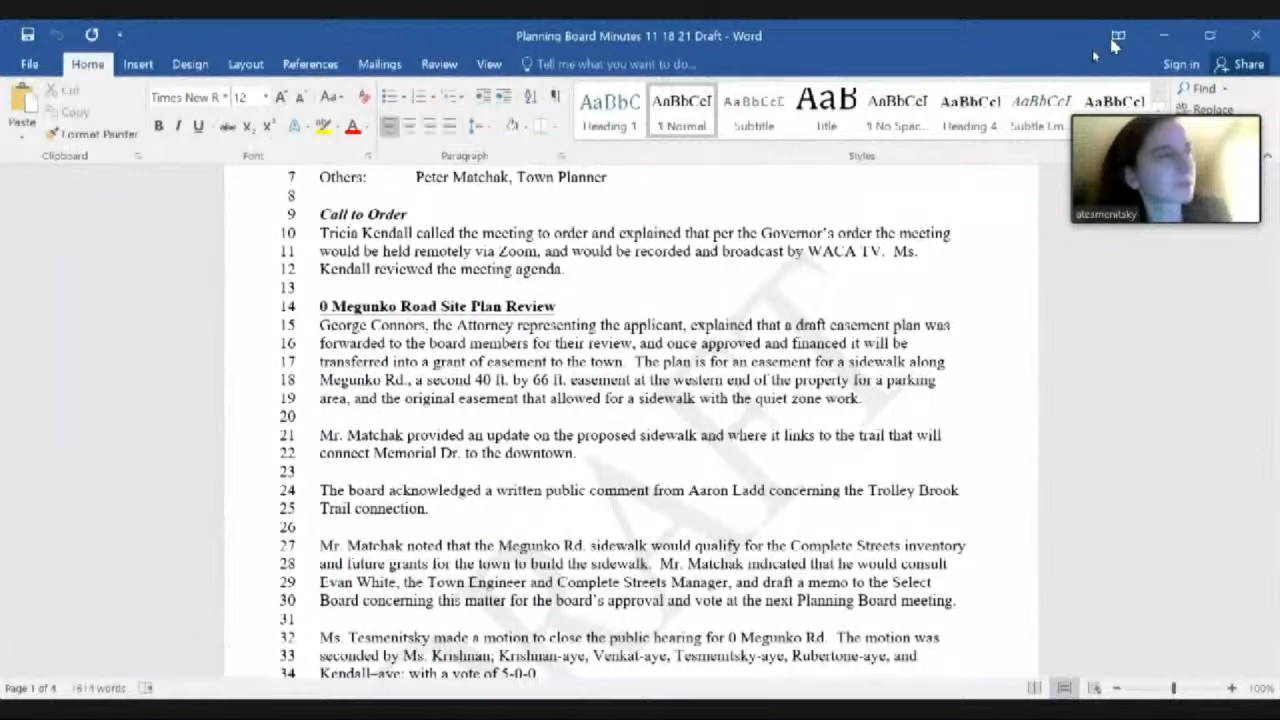 Planning Board Minutes 11 18 21 Draft - Word
File Home Insert Design Layout References Mailings Review View Tell me what you want to do... Sign in Share
Paste
Cut
Copy
Format Painter
Times New R 12
AaBbC AaBbCcI AaBbCcC AaB AaBbCcI AaBbCcI AaBbCcI AaBbCcI
Heading 1 ¶ Normal Subtitle Title ¶ No Spac... Heading 4 Subtle Em...
Find
Replace
Clipboard Font Paragraph Styles
atesmenitsky
7 Others: Peter Matchak, Town Planner
8
9 Call to Order
10 Tricia Kendall called the meeting to order and explained that per the Governor's order the meeting
11 would be held remotely via Zoom, and would be recorded and broadcast by WACA TV. Ms.
12 Kendall reviewed the meeting agenda.
13
14 0 Megunko Road Site Plan Review
15 George Connors, the Attorney representing the applicant, explained that a draft easement plan was
16 forwarded to the board members for their review, and once approved and financed it will be
17 transferred into a grant of easement to the town. The plan is for an easement for a sidewalk along
18 Megunko Rd., a second 40 ft. by 66 ft. easement at the western end of the property for a parking
19 area, and the original easement that allowed for a sidewalk with the quiet zone work.
20
21 Mr. Matchak provided an update on the proposed sidewalk and where it links to the trail that will
22 connect Memorial Dr. to the downtown.
23
24 The board acknowledged a written public comment from Aaron Ladd concerning the Trolley Brook
25 Trail connection.
26
27 Mr. Matchak noted that the Megunko Rd. sidewalk would qualify for the Complete Streets inventory
28 and future grants for the town to build the sidewalk. Mr. Matchak indicated that he would consult
29 Evan White, the Town Engineer and Complete Streets Manager, and draft a memo to the Select
30 Board concerning this matter for the board's approval and vote at the next Planning Board meeting.
31
32 Ms. Tesmenitsky made a motion to close the public hearing for 0 Megunko Rd. The motion was
33 seconded by Ms. Krishnan; Krishnan-aye, Venkat-aye, Tesmenitsky-aye, Rubertone-aye, and
34 Kendall–aye; with a vote of 5-0-0
DRAFT
Page 1 of 4 1614 words 100%